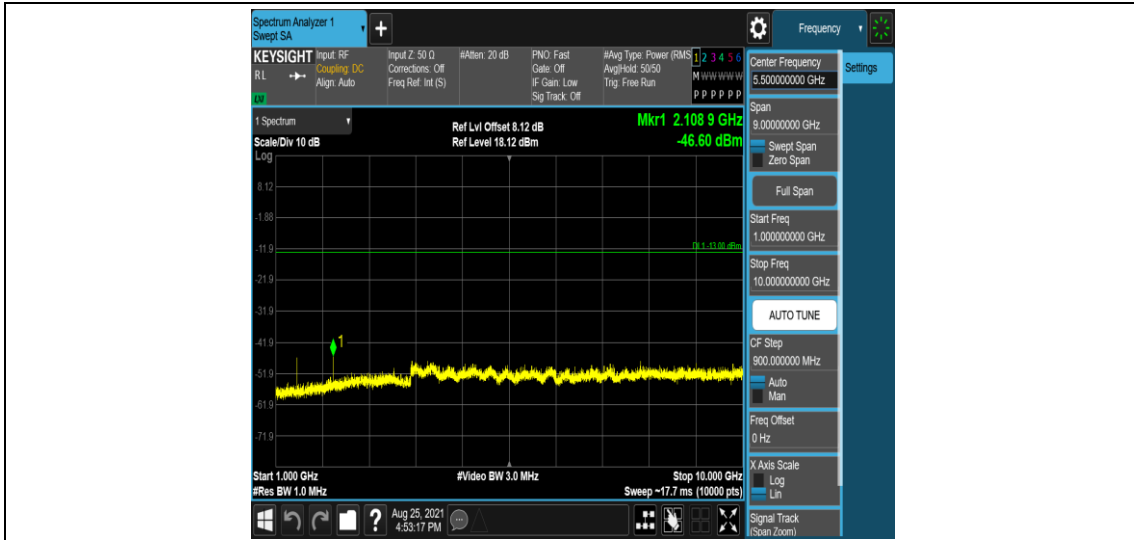 Spectrum Analyzer 1
Swept SA
+
Frequency
KEYSIGHT
RL
Input: RF
Coupling: DC
Align: Auto
Input Z: 50 Ω
Corrections: Off
Freq Ref: Int (S)
#Atten: 20 dB
PNO: Fast
Gate: Off
IF Gain: Low
Sig Track: Off
#Avg Type: Power (RMS
Avg|Hold: 50/50
Trig: Free Run
1 2 3 4 5 6
M W W W W W
P P P P P P
1 Spectrum
Scale/Div 10 dB
Log
Ref Lvl Offset 8.12 dB
Ref Level 18.12 dBm
Mkr1 2.108 9 GHz
-46.60 dBm
8.12
-1.88
-11.9
-21.9
-31.9
-41.9
-51.9
-61.9
-71.9
DL1 -13.00 dBm
1
Start 1.000 GHz
#Res BW 1.0 MHz
#Video BW 3.0 MHz
Stop 10.000 GHz
Sweep ~17.7 ms (10000 pts)
Center Frequency
5.500000000 GHz
Settings
Span
9.00000000 GHz
Swept Span
Zero Span
Full Span
Start Freq
1.000000000 GHz
Stop Freq
10.000000000 GHz
AUTO TUNE
CF Step
900.000000 MHz
Auto
Man
Freq Offset
0 Hz
X Axis Scale
Log
Lin
Signal Track
(Span Zoom)
?
Aug 25, 2021
4:53:17 PM